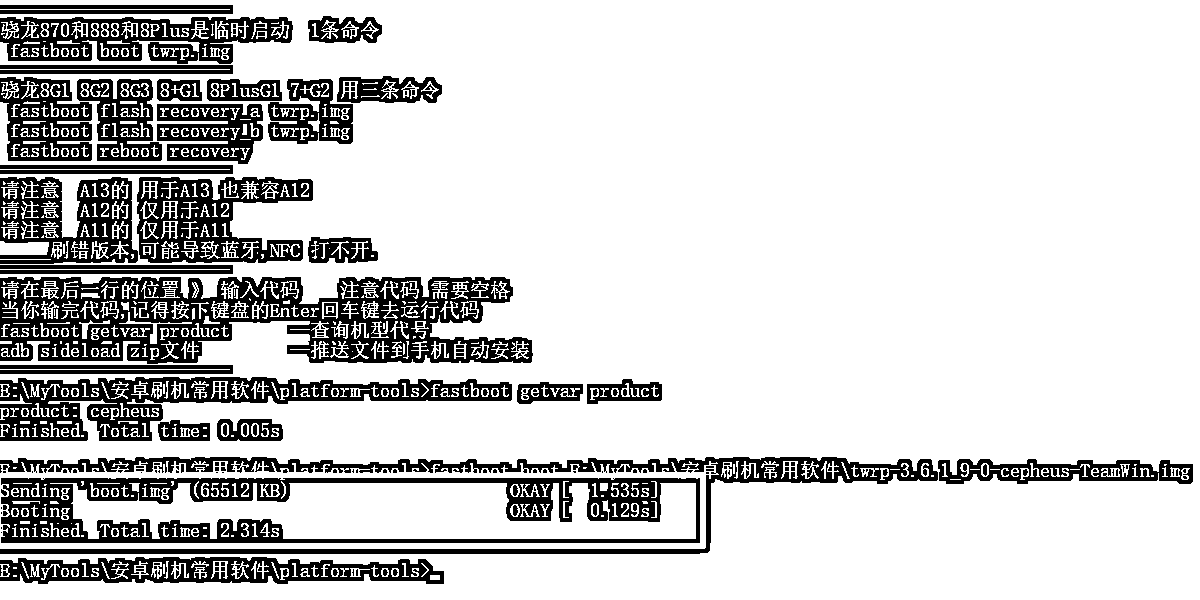 骁龙870和888和8Plus是临时启动  1条命令
fastboot boot twrp.img
骁龙8G1 8G2 8G3 8+G1 8PlusG1 7+G2 用三条命令
fastboot flash recovery_a twrp.img
fastboot flash recovery_b twrp.img
fastboot reboot recovery
请注意  A13的 用于A13 也兼容A12
请注意  A12的 仅用于A12
请注意  A11的 仅用于A11
刷错版本,可能导致蓝牙,NFC 打不开.
请在最后一行的位置 》 输入代码    注意代码 需要空格
当你输完代码,记得按下键盘的Enter回车键去运行代码
fastboot getvar product      —查询机型代号
adb sideload zip文件         —推送文件到手机自动安装
E:\MyTools\安卓刷机常用软件\platform-tools>fastboot getvar product
product: cepheus
Finished. Total time: 0.005s
E:\MyTools\安卓刷机常用软件\platform-tools>fastboot boot E:\MyTools\安卓刷机常用软件\twrp-3.6.1_9-0-cepheus-TeamWin.img
Sending 'boot.img' (65512 KB)                      OKAY [  1.535s]
Booting                                            OKAY [  0.129s]
Finished. Total time: 2.314s
E:\MyTools\安卓刷机常用软件\platform-tools>